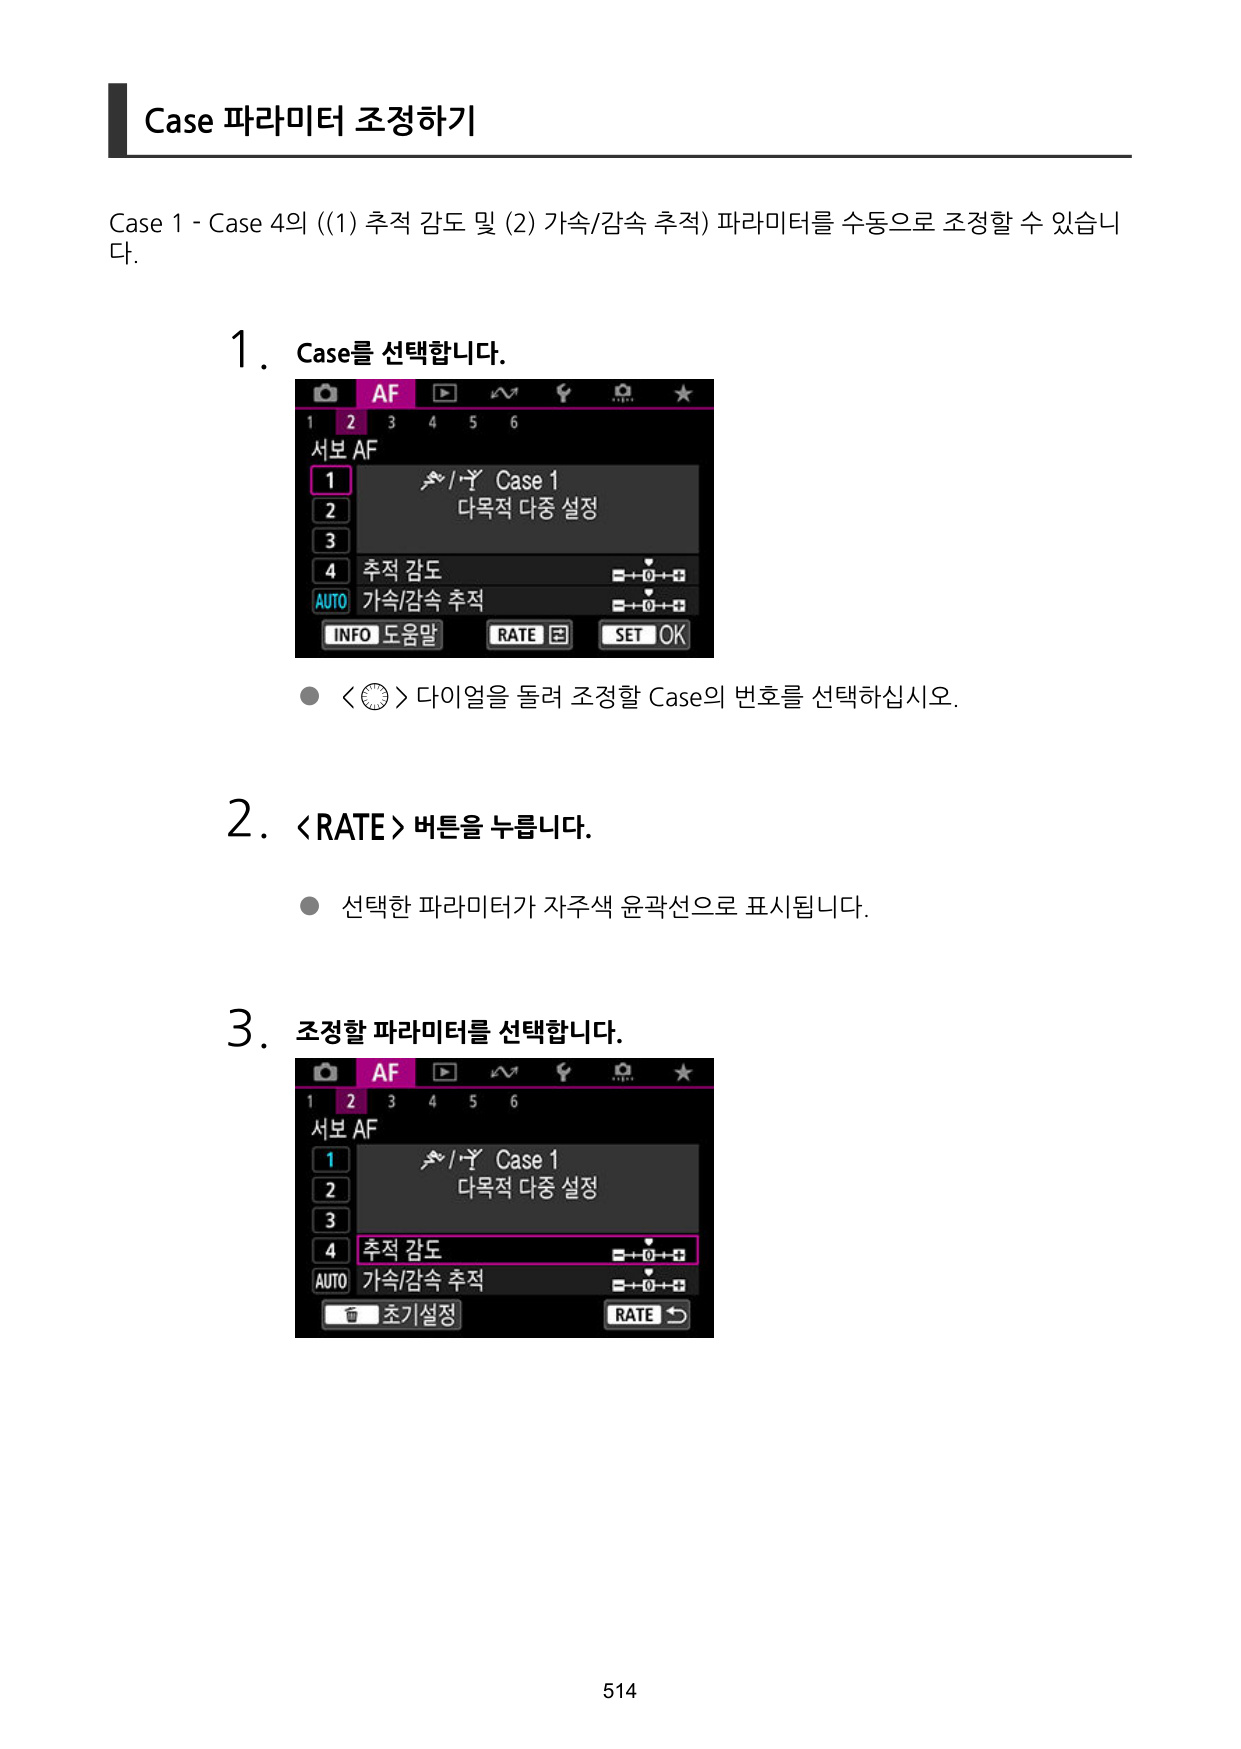 Case 파라미터 조정하기
Case 1 - Case 4의 ((1) 추적 감도 및 (2) 가속/감속 추적) 파라미터를 수동으로 조정할 수 있습니
다.
1. Case를 선택합니다.
AF
1 2 3 4 5 6
서보 AF
1 / Case 1
2 다목적 다중 설정
3
4 추적 감도 0
AUTO 가속/감속 추적 0
INFO 도움말 RATE SET OK
● < > 다이얼을 돌려 조정할 Case의 번호를 선택하십시오.
2. <RATE> 버튼을 누릅니다.
● 선택한 파라미터가 자주색 윤곽선으로 표시됩니다.
3. 조정할 파라미터를 선택합니다.
AF
1 2 3 4 5 6
서보 AF
1 / Case 1
2 다목적 다중 설정
3
4 추적 감도 0
AUTO 가속/감속 추적 0
초기설정 RATE
514